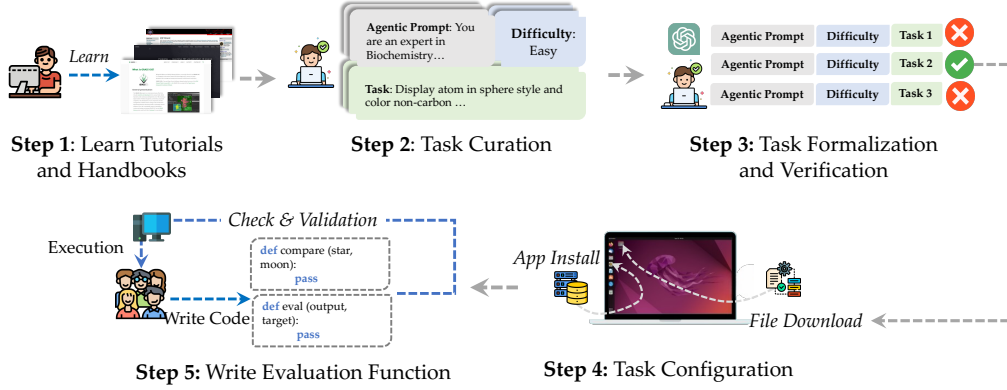 Learn
Step 1: Learn Tutorials
and Handbooks
Agentic Prompt: You
are an expert in
Biochemistry...
Difficulty:
Easy
Task: Display atom in sphere style and
color non-carbon ...
Step 2: Task Curation
Agentic Prompt Difficulty Task 1
Agentic Prompt Difficulty Task 2
Agentic Prompt Difficulty Task 3
Step 3: Task Formalization
and Verification
Check & Validation
Execution
def compare (star,
moon):
pass
Write Code
def eval (output,
target):
pass
Step 5: Write Evaluation Function
App Install
File Download
Step 4: Task Configuration